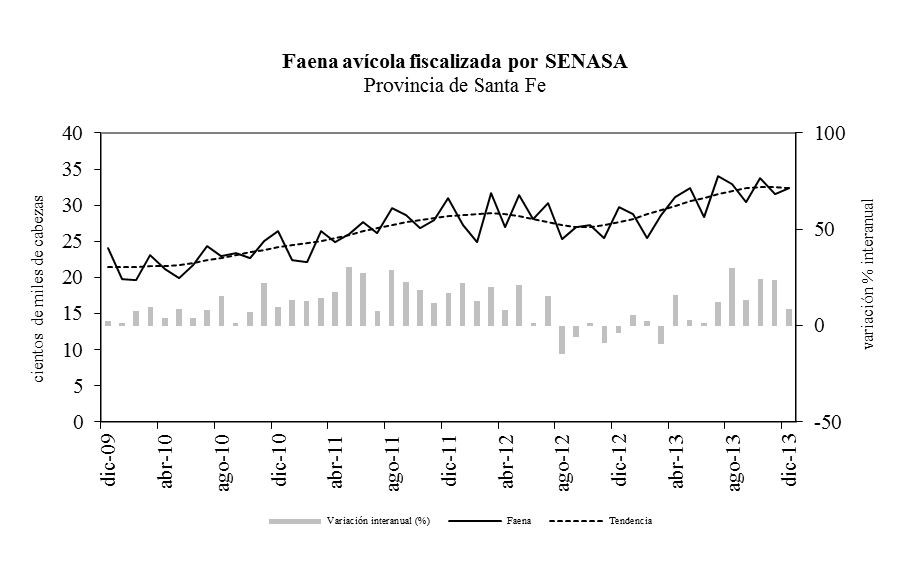 Faena avícola fiscalizada por SENASA
Provincia de Santa Fe
cientos de miles de cabezas
40
35
30
25
20
15
10
5
0
100
50
0
-50
variación % interanual
dic-09
abr-10
ago-10
dic-10
abr-11
ago-11
dic-11
abr-12
ago-12
dic-12
abr-13
ago-13
dic-13
Variación interanual (%) Faena Tendencia